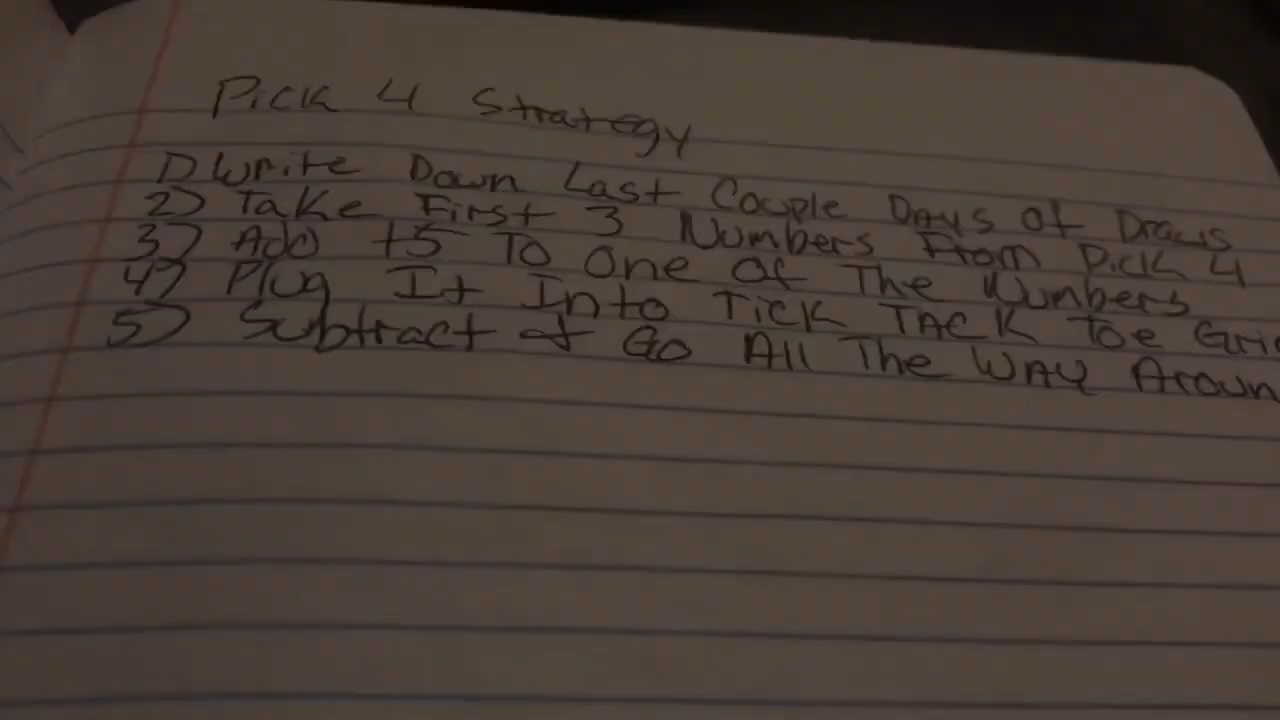 Pick 4 Strategy
1) Write Down Last Couple Days of Draws
2) Take First 3 Numbers From Pick 4
3) Add +5 To One Of The Numbers
4) Plug It Into Tick Tack Toe Gri
5) Subtract & Go All The Way Aroun